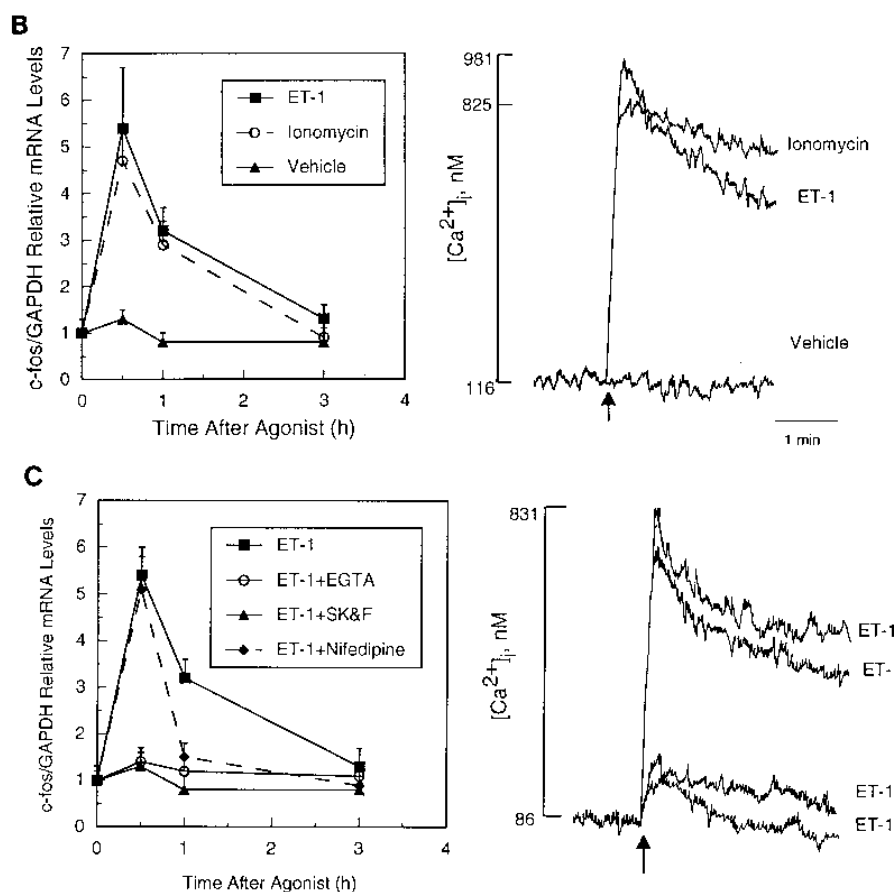 B
c-fos/GAPDH Relative mRNA Levels
7
6
5
4
3
2
1
0
0
1
2
3
4
Time After Agonist (h)
ET-1
Ionomycin
Vehicle
[Ca2+]i, nM
981
825
116
Ionomycin
ET-1
Vehicle
1 min
C
c-fos/GAPDH Relative mRNA Levels
7
6
5
4
3
2
1
0
0
1
2
3
4
Time After Agonist (h)
ET-1
ET-1+EGTA
ET-1+SK&F
ET-1+Nifedipine
[Ca2+]i, nM
831
86
ET-1
ET-
ET-1
ET-1